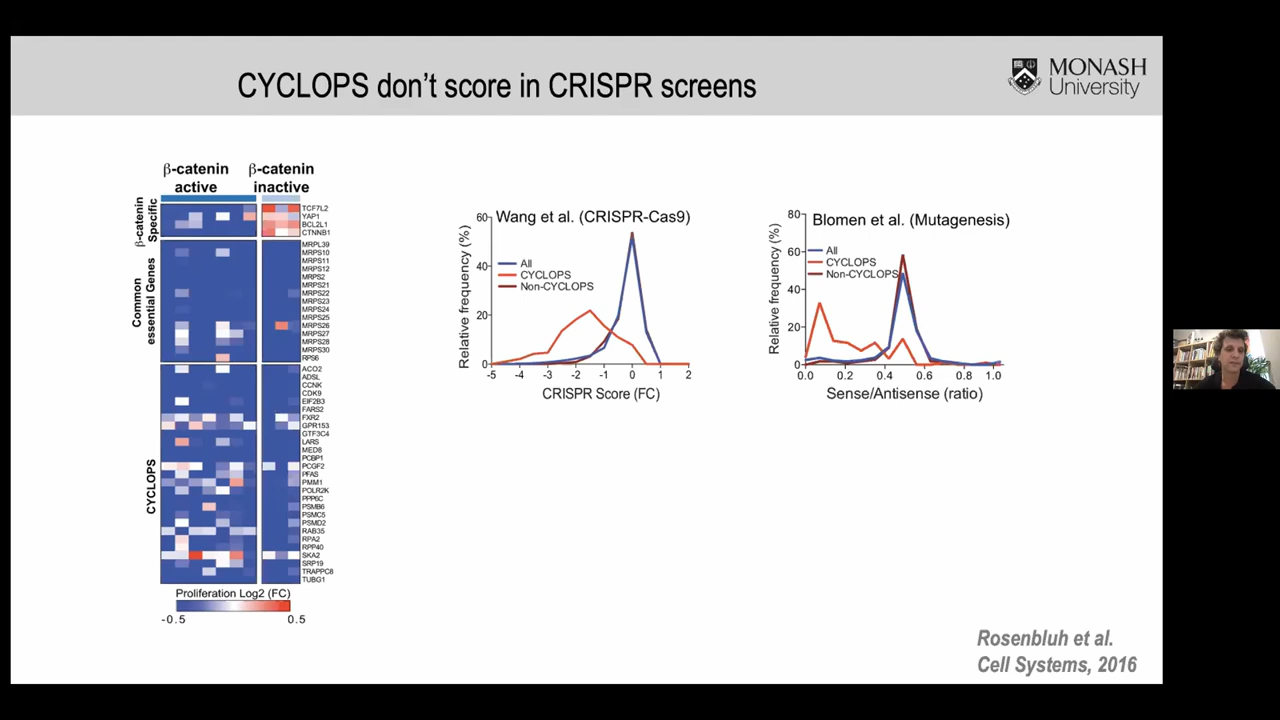 CYCLOPS don't score in CRISPR screens
MONASH
University
β-catenin
active
β-catenin
inactive
β-catenin
Specific
TCF7L2
YAP1
BCL2L1
CTNNB1
Common
essential Genes
MRPL39
MRPS10
MRPS11
MRPS12
MRPS2
MRPS21
MRPS22
MRPS23
MRPS24
MRPS25
MRPS26
MRPS27
MRPS28
MRPS30
RPS6
CYCLOPS
ACO2
ADSL
CCNK
CDK9
EIF2B3
FARS2
FXR2
GPR153
GTF3C4
LARS
MED8
PCBP1
PCGF2
PFAS
PMM1
POLR2K
PPP6C
PSMB6
PSMC5
PSMD2
RAB35
RPA2
RPP40
SKA2
SRP19
TRAPPC8
TUBG1
Proliferation Log2 (FC)
-0.5 0.5
Wang et al. (CRISPR-Cas9)
Relative frequency (%)
60
40
20
0
All
CYCLOPS
Non-CYCLOPS
-5 -4 -3 -2 -1 0 1 2
CRISPR Score (FC)
Blomen et al. (Mutagenesis)
Relative frequency (%)
80
60
40
20
0
All
CYCLOPS
Non-CYCLOPS
0.0 0.2 0.4 0.6 0.8 1.0
Sense/Antisense (ratio)
Rosenbluh et al.
Cell Systems, 2016